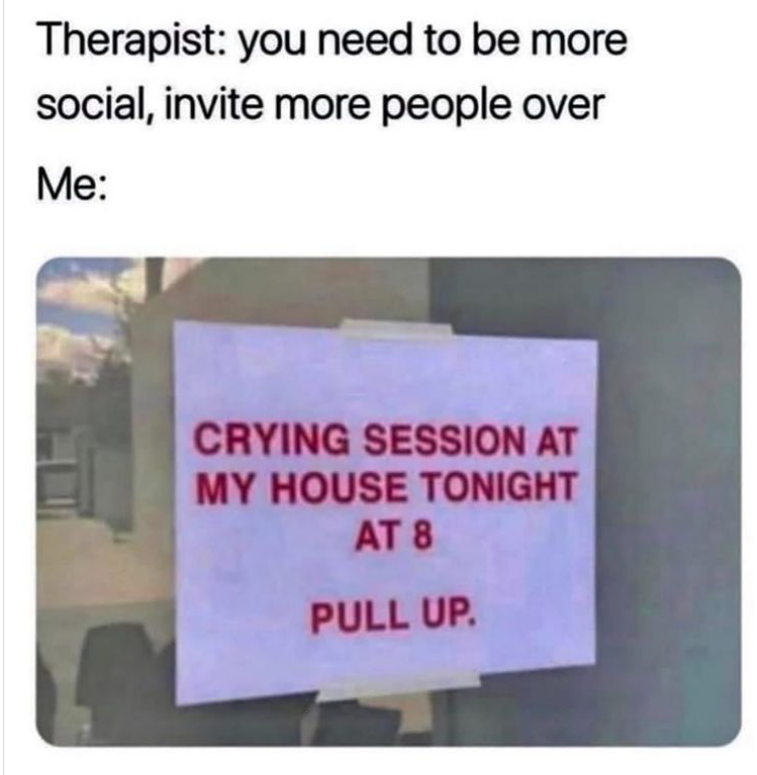 Therapist: you need to be more
social, invite more people over
Me:
CRYING SESSION AT
MY HOUSE TONIGHT
AT 8
PULL UP.